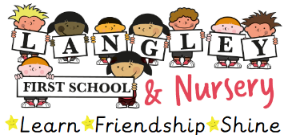 LANGLEY
FIRST SCHOOL & Nursery
Learn Friendship Shine